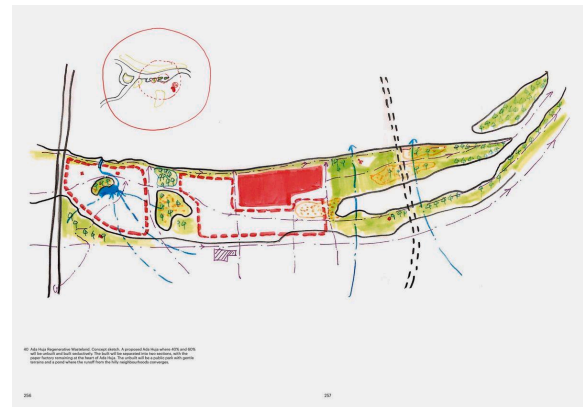 A5 Ada Huja Regenerative Wasteland. Concept sketch. A proposed Ada Huja where 40% and 60%
will be unbuilt and built exclusively. The built will be separated into two sections, with the
paper factory remaining at the heart of Ada Huja. The unbuilt will be a public park with gentle
terrains and a pond where the runoff from the hilly neighbourhoods converges.
256
257